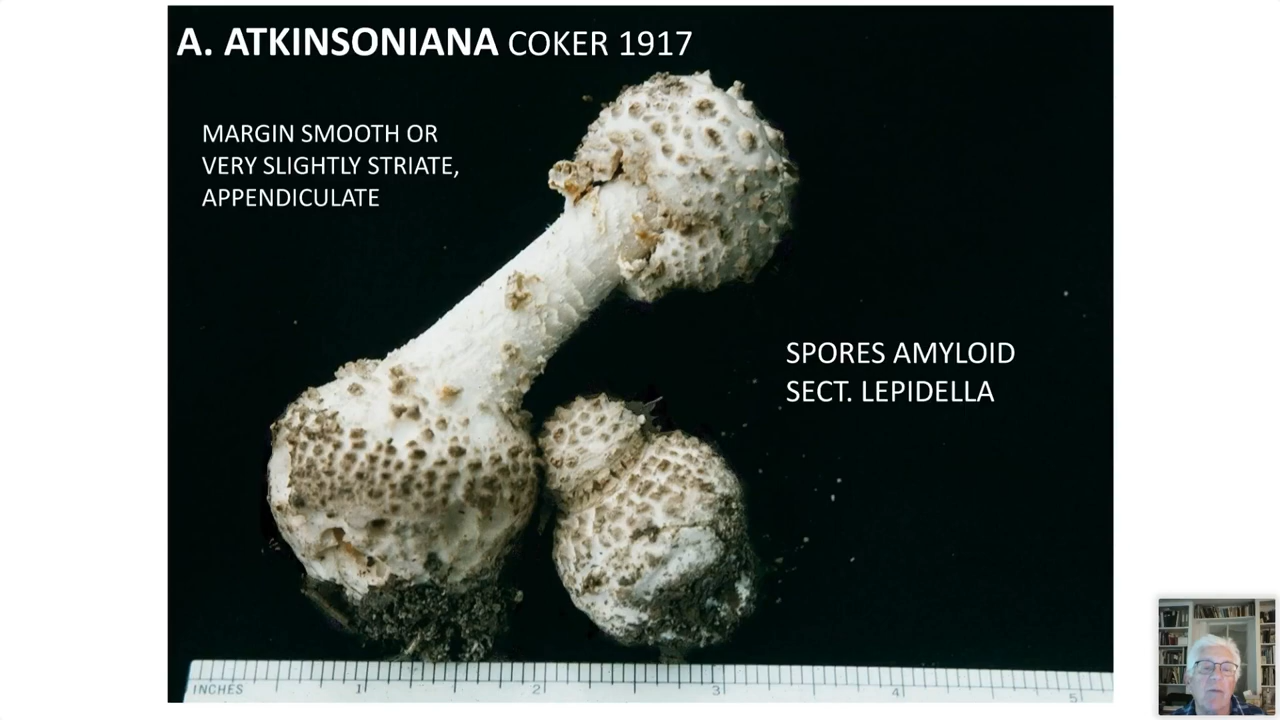 A. ATKINSONIANA COKER 1917
MARGIN SMOOTH OR
VERY SLIGHTLY STRIATE,
APPENDICULATE
SPORES AMYLOID
SECT. LEPIDELLA
INCHES 1 2 3 4 5